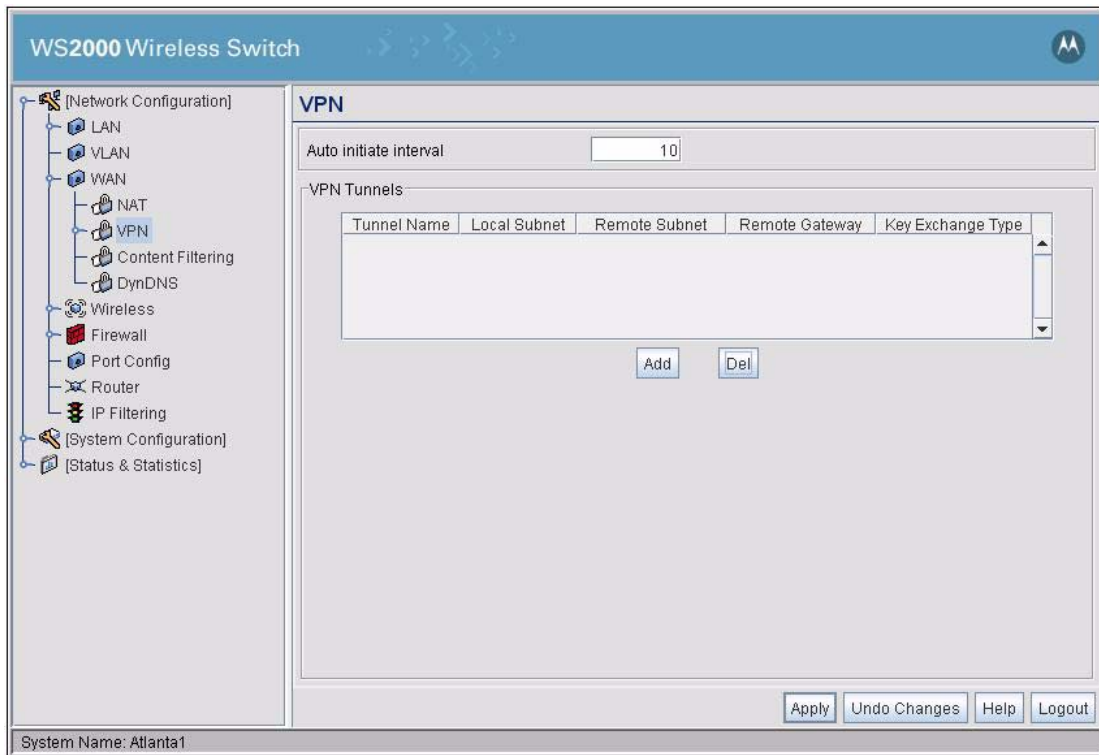 WS2000 Wireless Switch
[Network Configuration]
LAN
VLAN
WAN
NAT
VPN
Content Filtering
DynDNS
Wireless
Firewall
Port Config
Router
IP Filtering
[System Configuration]
[Status & Statistics]
VPN
Auto initiate interval 10
VPN Tunnels
Tunnel Name Local Subnet Remote Subnet Remote Gateway Key Exchange Type
Add Del
Apply Undo Changes Help Logout
System Name: Atlanta1